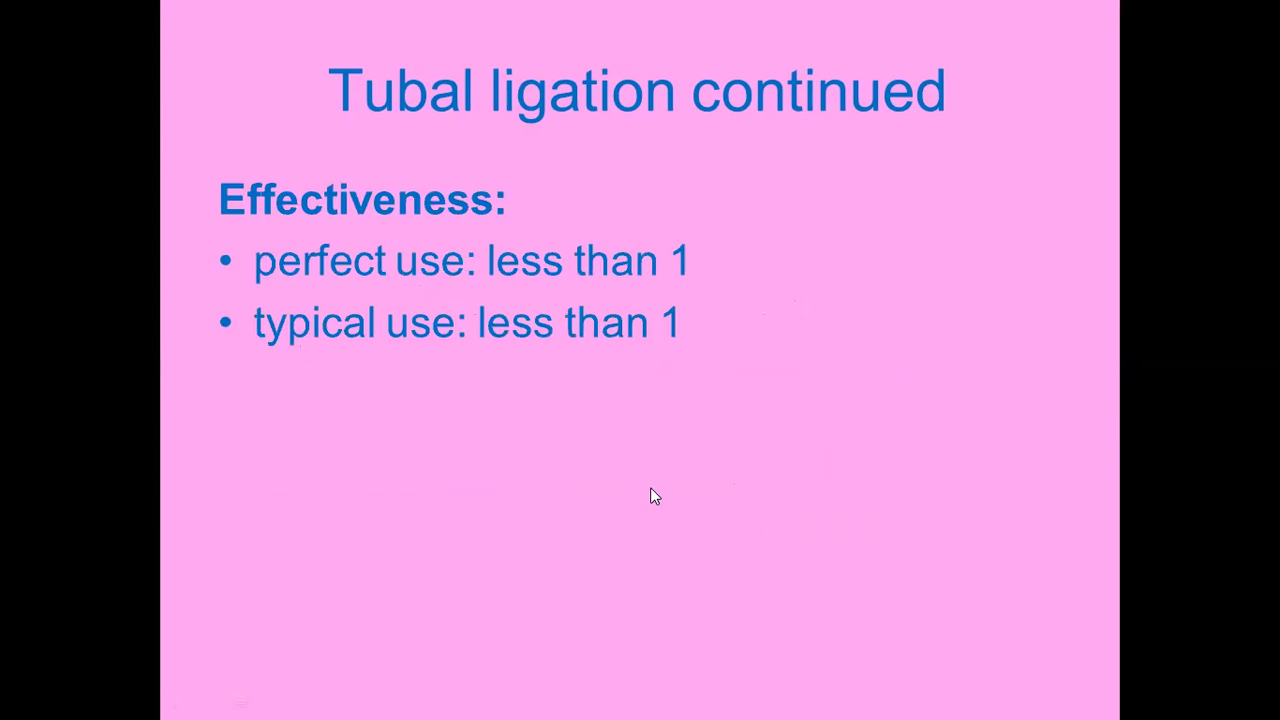 Tubal ligation continued
Effectiveness:
• perfect use: less than 1
• typical use: less than 1